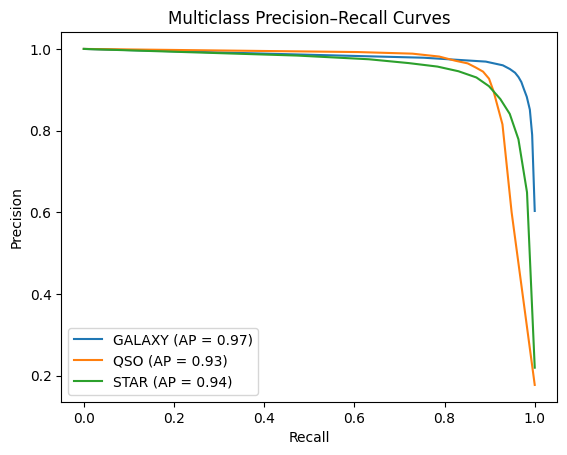 Multiclass Precision–Recall Curves
1.0
0.8
0.6
0.4
0.2
Precision
GALAXY (AP = 0.97)
QSO (AP = 0.93)
STAR (AP = 0.94)
0.0
0.2
0.4
0.6
0.8
1.0
Recall